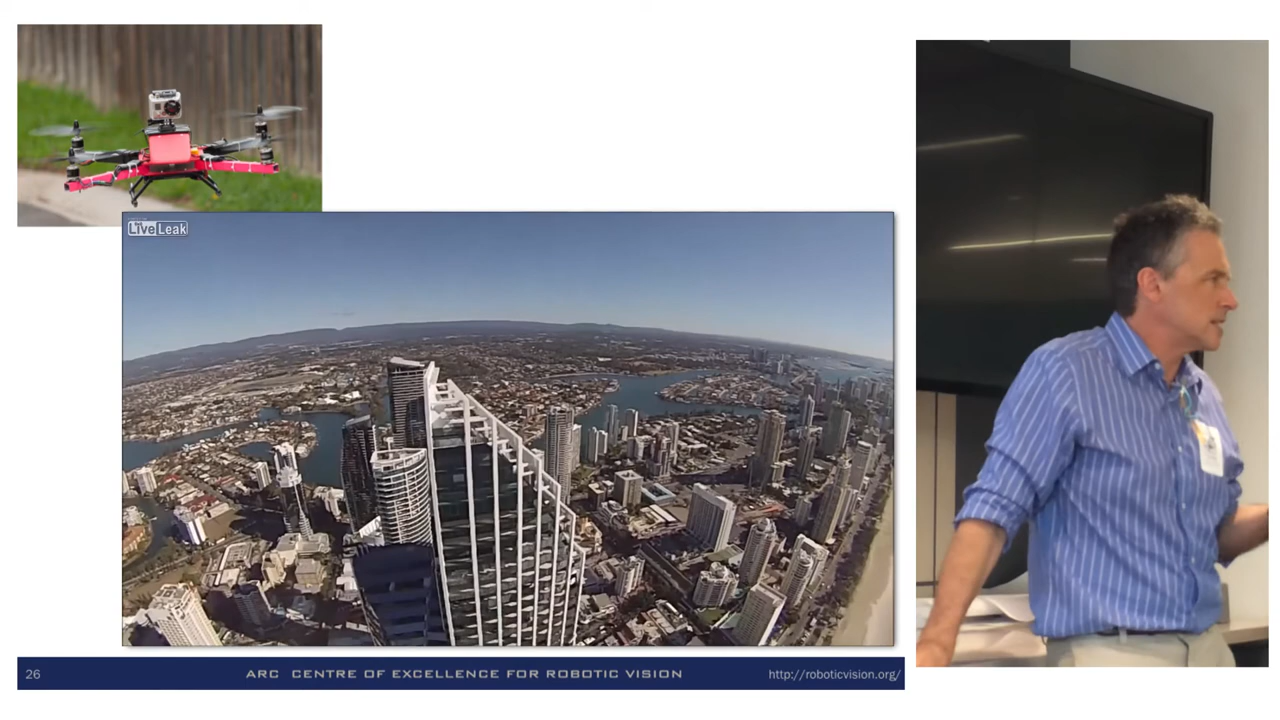 LiveLeak
26
ARC CENTRE OF EXCELLENCE FOR ROBOTIC VISION
http://roboticvision.org/